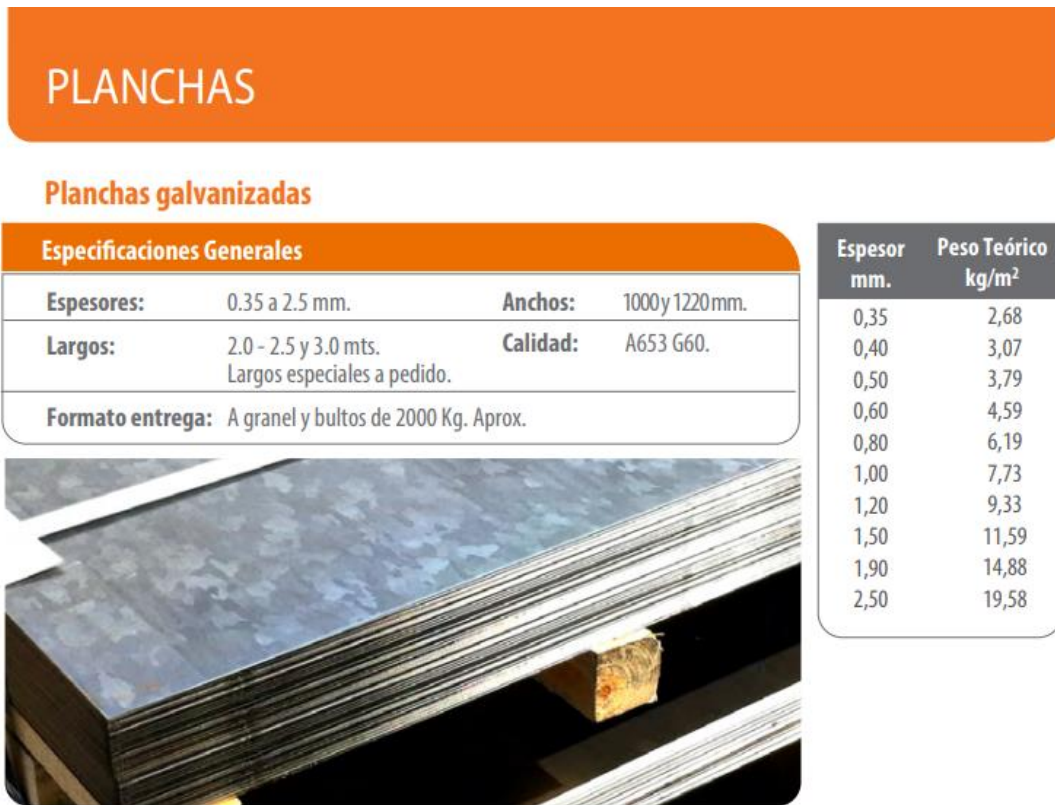 PLANCHAS
Planchas galvanizadas
Especificaciones Generales
Espesores: 0.35 a 2.5 mm. Anchos: 1000 y 1220 mm.
Largos: 2.0 - 2.5 y 3.0 mts. Calidad: A653 G60.
Largos especiales a pedido.
Formato entrega: A granel y bultos de 2000 Kg. Aprox.
Espesor Peso Teórico
mm. kg/m²
0,35 2,68
0,40 3,07
0,50 3,79
0,60 4,59
0,80 6,19
1,00 7,73
1,20 9,33
1,50 11,59
1,90 14,88
2,50 19,58